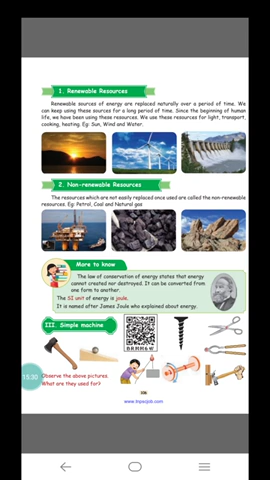 1. Renewable Resources
Renewable sources of energy are replaced naturally over a period of time. We
can keep using these sources for a long period of time. Since the beginning of human
life, we have been using these resources. We use these resources for light, transport,
cooking, heating. Eg: Sun, Wind and Water.
2. Non-renewable Resources
The resources which are not easily replaced once used are called the non-renewable
resources. Eg: Petrol, Coal and Natural gas
More to know
The law of conservation of energy states that energy
cannot created nor destroyed. It can be converted from
one form to another.
The SI unit of energy is joule.
It is named after James Joule who explained about energy.
III. Simple machine
Observe the above pictures
What are they used for?
www.tnpscjob.com